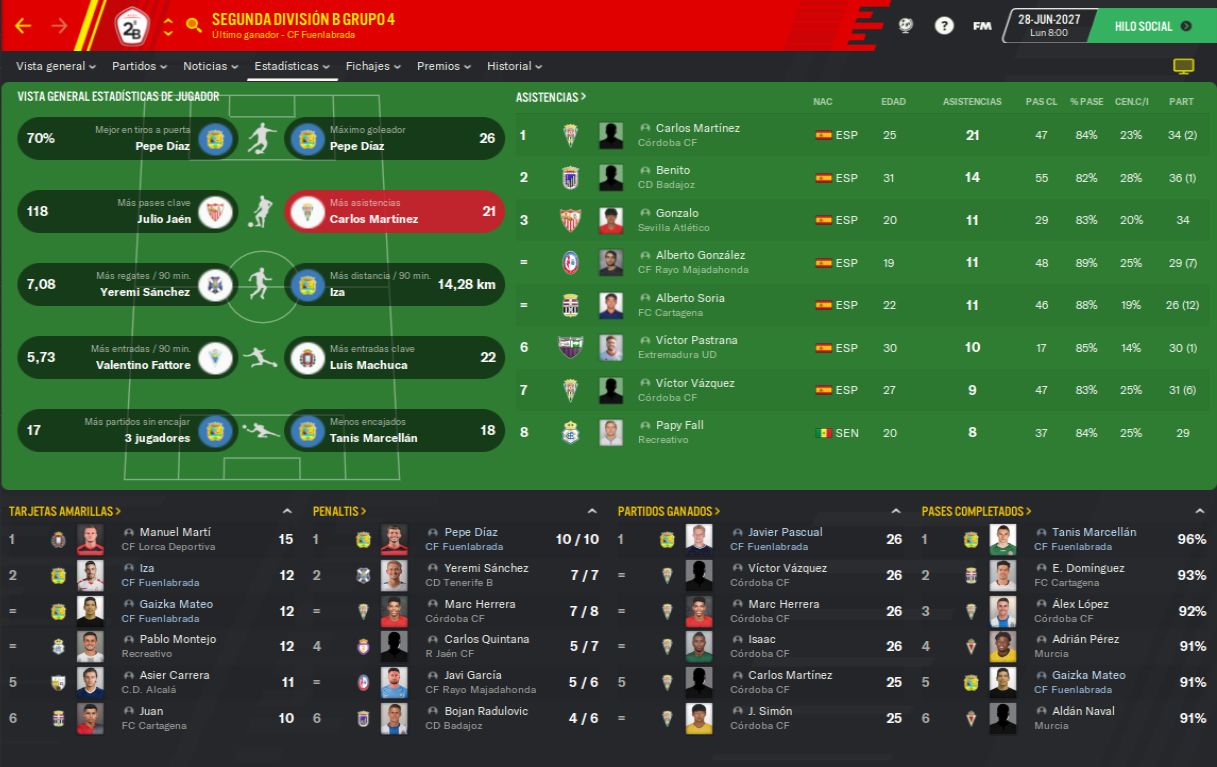 SEGUNDA DIVISIÓN B GRUPO 4
Último ganador - CF Fuenlabrada
2ªB
?
FM
28-JUN-2027
Lun 8:00
HILO SOCIAL
Vista general Partidos Noticias Estadísticas Fichajes Premios Historial
VISTA GENERAL ESTADÍSTICAS DE JUGADOR
70% Mejor en tiros a puerta
Pepe Díaz
Máximo goleador
Pepe Díaz 26
118 Más pases clave
Julio Jaén
Más asistencias
Carlos Martínez 21
7,08 Más regates / 90 min.
Yeremi Sánchez
Más distancia / 90 min.
Iza 14,28 km
5,73 Más entradas / 90 min.
Valentino Fattore
Más entradas clave
Luis Machuca 22
17 Más partidos sin encajar
3 jugadores
Menos encajados
Tanis Marcellán 18
ASISTENCIAS > NAC EDAD ASISTENCIAS PAS CL % PASE CEN.C/I PART
1 Carlos Martínez ESP 25 21 47 84% 23% 34 (2)
Córdoba CF
2 Benito ESP 31 14 55 82% 28% 36 (1)
CD Badajoz
3 Gonzalo ESP 20 11 29 83% 20% 34
Sevilla Atlético
= Alberto González ESP 19 11 48 89% 25% 29 (7)
CF Rayo Majadahonda
= Alberto Soria ESP 22 11 46 88% 19% 26 (12)
FC Cartagena
6 Víctor Pastrana ESP 30 10 17 85% 14% 30 (1)
Extremadura UD
7 Víctor Vázquez ESP 27 9 47 83% 25% 31 (6)
Córdoba CF
8 Papy Fall SEN 20 8 37 84% 25% 29
Recreativo
TARJETAS AMARILLAS >
1 Manuel Martí 15
CF Lorca Deportiva
2 Iza 12
CF Fuenlabrada
= Gaizka Mateo 12
CF Fuenlabrada
= Pablo Montejo 12
Recreativo
5 Asier Carrera 11
C.D. Alcalá
6 Juan 10
FC Cartagena
PENALTIS >
1 Pepe Díaz 10 / 10
CF Fuenlabrada
2 Yeremi Sánchez 7 / 7
CD Tenerife B
= Marc Herrera 7 / 8
Córdoba CF
4 Carlos Quintana 5 / 7
R Jaén CF
= Javi García 5 / 6
CF Rayo Majadahonda
6 Bojan Radulovic 4 / 6
CD Badajoz
PARTIDOS GANADOS >
1 Javier Pascual 26
CF Fuenlabrada
= Víctor Vázquez 26
Córdoba CF
= Marc Herrera 26
Córdoba CF
= Isaac 26
Córdoba CF
5 Carlos Martínez 25
Córdoba CF
= J. Simón 25
Córdoba CF
PASES COMPLETADOS >
1 Tanis Marcellán 96%
CF Fuenlabrada
2 E. Domínguez 93%
FC Cartagena
3 Álex López 92%
Córdoba CF
4 Adrián Pérez 91%
Murcia
5 Gaizka Mateo 91%
CF Fuenlabrada
6 Aldán Naval 91%
Murcia